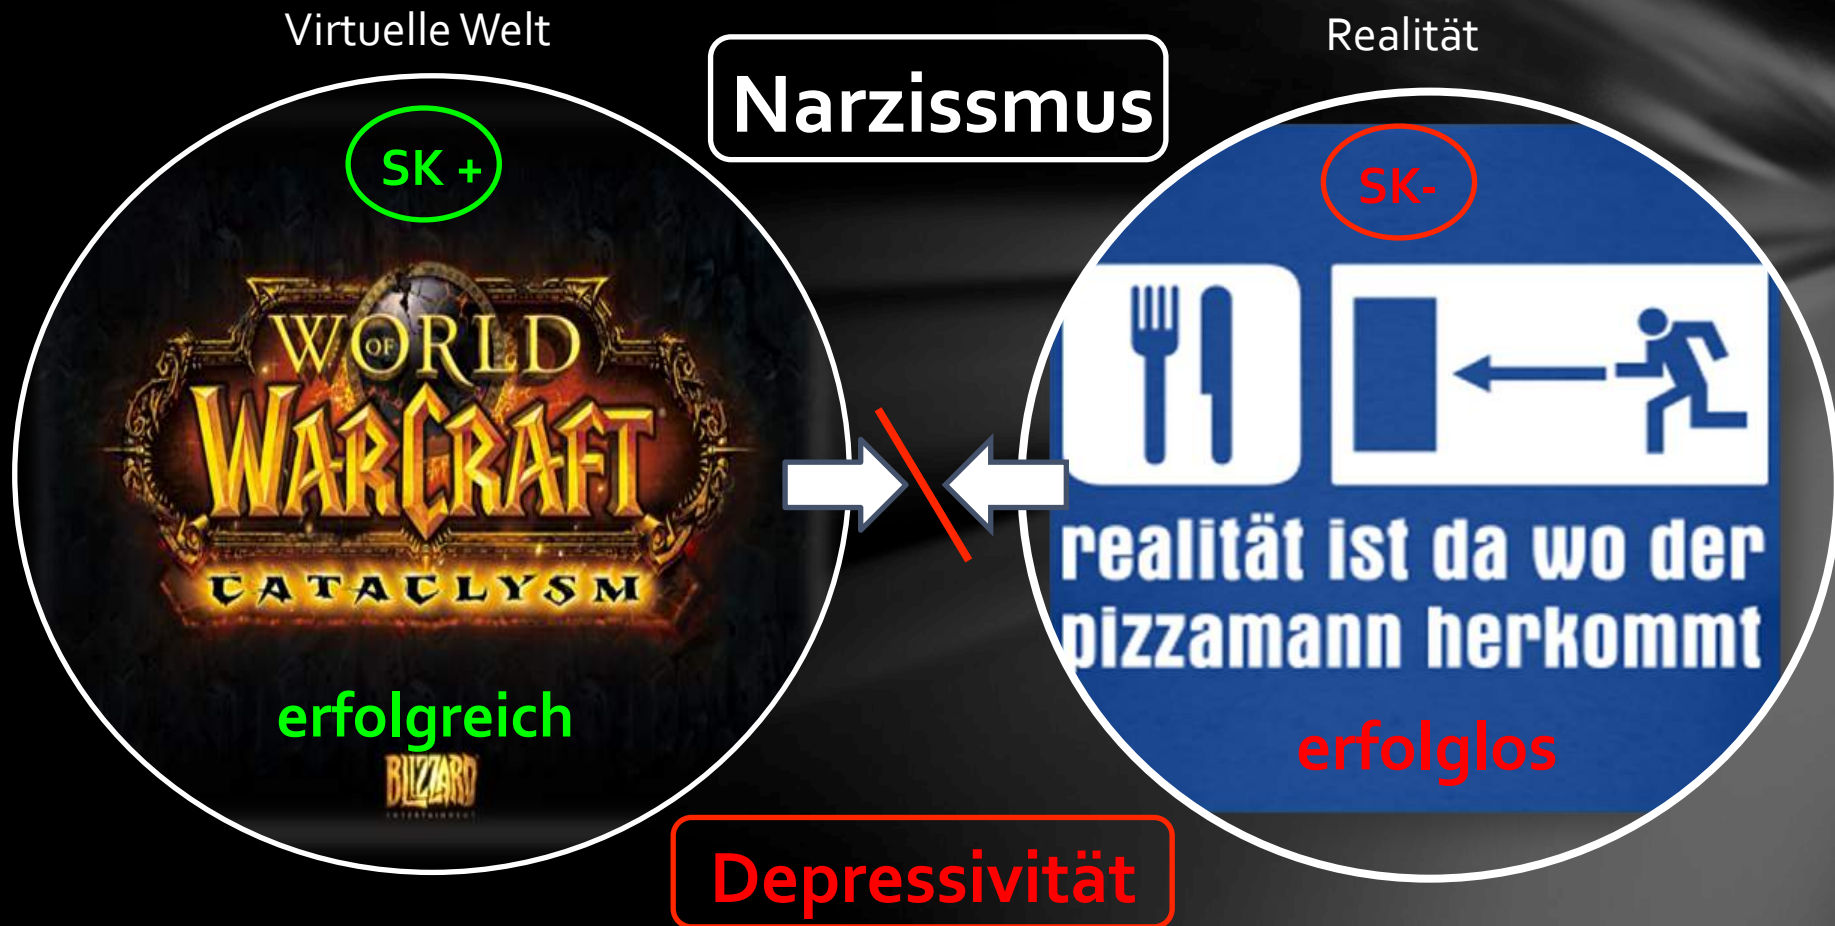 Virtuelle Welt
Realität
Narzissmus
SK +
SK-
WORLD
OF
WARCRAFT
CATACLYSM
realität ist da wo der
pizzamann herkommt
erfolgreich
erfolglos
BLIZZARD
ENTERTAINMENT
Depressivität